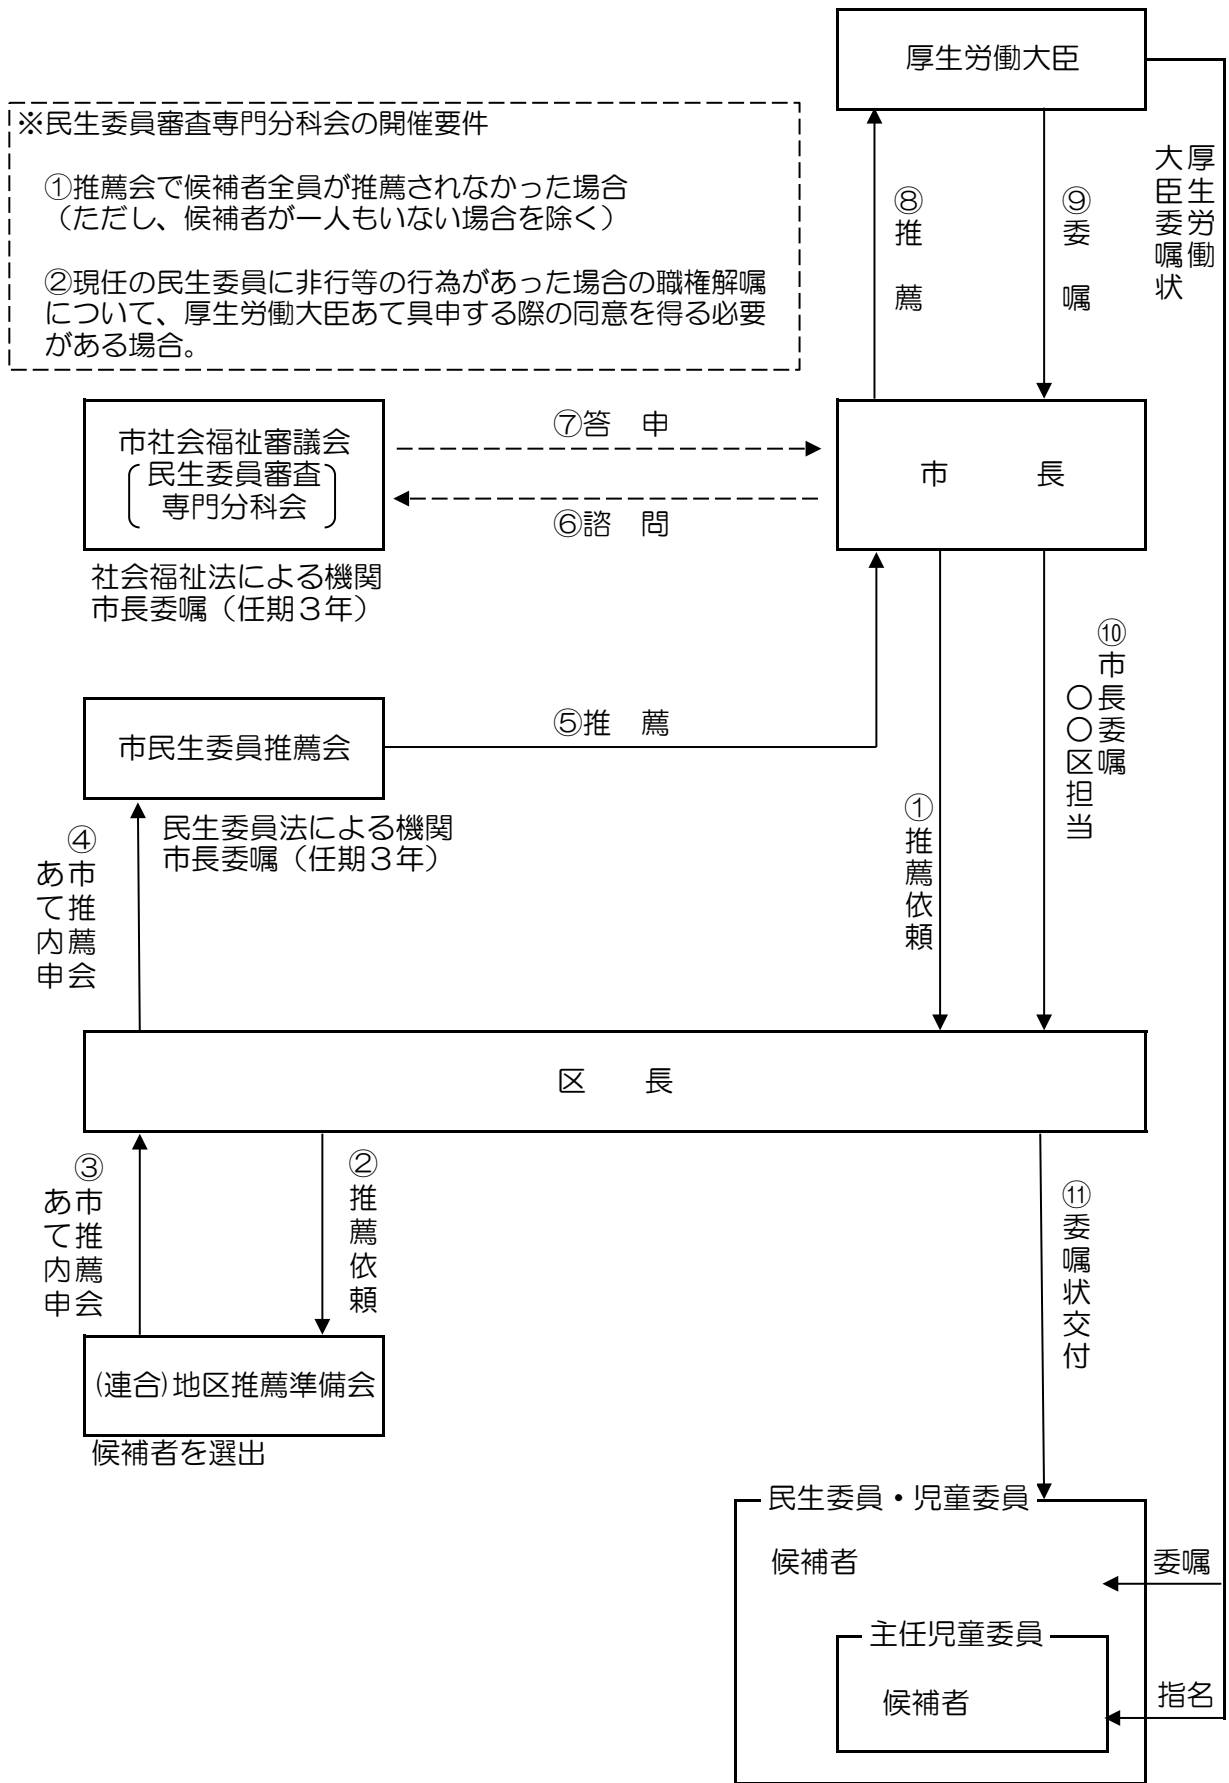 厚生労働大臣
※民生委員審査専門分科会の開催要件
①推薦会で候補者全員が推薦されなかった場合
（ただし、候補者が一人もいない場合を除く）
②現任の民生委員に非行等の行為があった場合の職権解嘱
について、厚生労働大臣あて具申する際の同意を得る必要
がある場合。
⑧推　薦
⑨委　嘱
厚生労働
大臣委嘱状
市社会福祉審議会
民生委員審査
専門分科会
⑦答　申
⑥諮　問
市　　　長
社会福祉法による機関
市長委嘱（任期３年）
市民生委員推薦会
⑤推　薦
民生委員法による機関
市長委嘱（任期３年）
①推薦依頼
⑩市長委嘱
〇〇区担当
④市推薦会
あて内申
区　　長
③市推薦会
あて内申
②推薦依頼
⑪委嘱状交付
(連合)地区推薦準備会
候補者を選出
民生委員・児童委員
候補者
委嘱
主任児童委員
候補者
指名